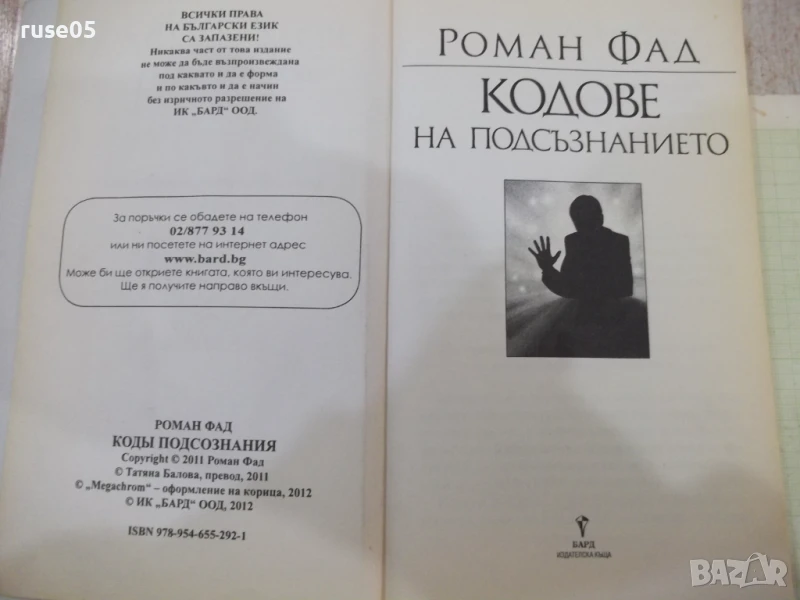 ruse05
ВСИЧКИ ПРАВА
НА БЪЛГАРСКИ ЕЗИК
СА ЗАПАЗЕНИ!
Никаква част от това издание
не може да бъде възпроизвеждана
под каквато и да е форма
и по какъвто и да е начин
без изричното разрешение на
ИК „БАРД" ООД.
За поръчки се обадете на телефон
02/877 93 14
или ни посетете на интернет адрес
www.bard.bg
Може би ще откриете книгата, която ви интересува.
Ще я получите направо вкъщи.
РОМАН ФАД
КОДЫ ПОДСОЗНАНИЯ
Copyright © 2011 Роман Фад
© Татяна Балова, превод, 2011
© „Megachrom" – оформление на корица, 2012
© ИК „БАРД" ООД, 2012
ISBN 978-954-655-292-1
РОМАН ФАД
КОДОВЕ
НА ПОДСЪЗНАНИЕТО
БАРД
ИЗДАТЕЛСКА КЪЩА
BAZAR